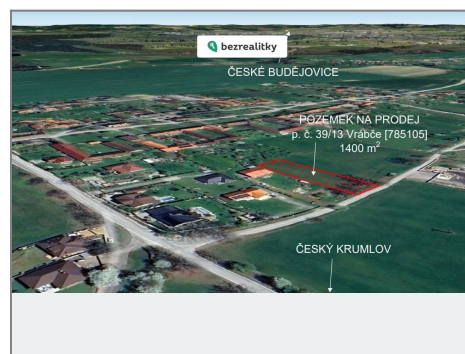 bezrealitky
ČESKÉ BUDĚJOVICE
POZEMEK NA PRODEJ
p. č. 39/13 Vrábče [785105]
1400 m²
ČESKÝ KRUMLOV